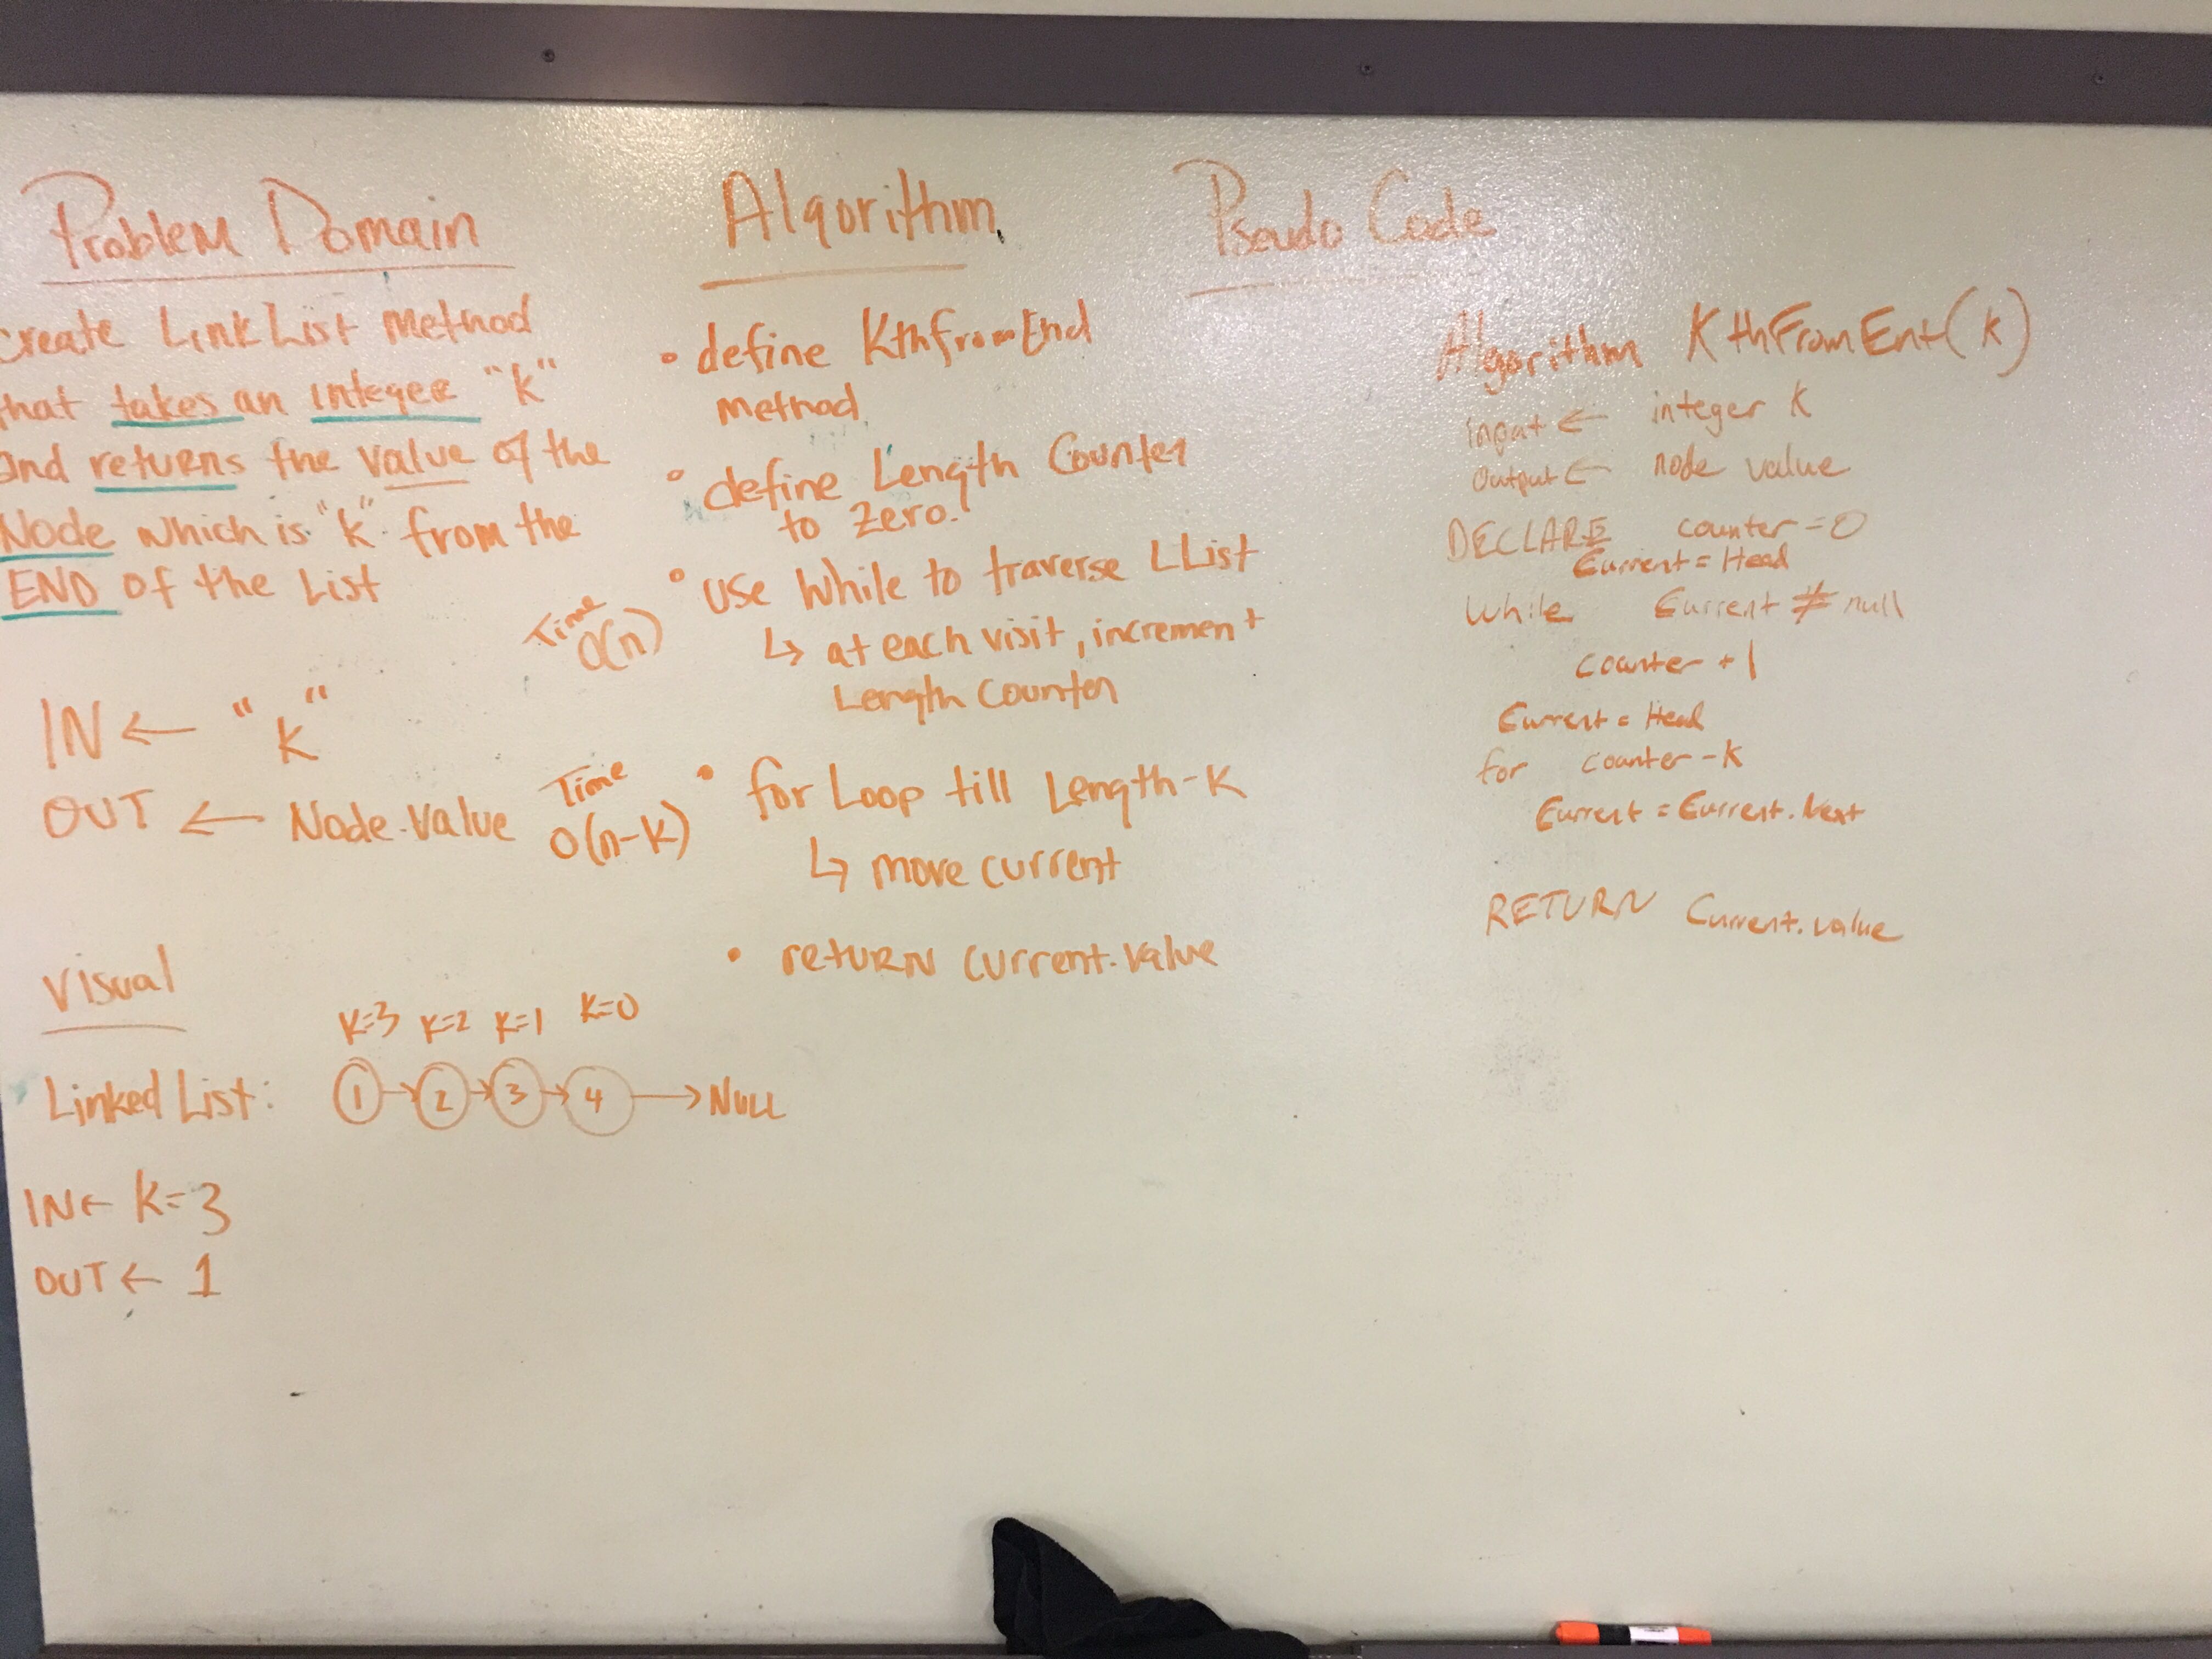 Problem Domain
create LinkList Method
that takes an integer "k"
and returns the value of the
Node which is "k" from the
END of the List
IN ← "k"
OUT ← Node.value
Visual
K=3 K=2 K=1 K=0
Linked List: 1 → 2 → 3 → 4 → NULL
IN ← K=3
OUT ← 1
Algorithm
• define KthfromEnd
Method
• define Length Counter
to zero.
• use while to traverse LList
Time
O(n)
↳ at each visit, increment
Length Counter
• for Loop till Length-K
Time
O(n-K)
↳ move current
• return current.value
Pseudo Code
Algorithm KthFromEnt(k)
input ← integer k
output ← node value
DECLARE counter = 0
Current = Head
while Current ≠ null
counter + 1
Current = Head
for counter - k
Current = Current.Next
RETURN Current.value